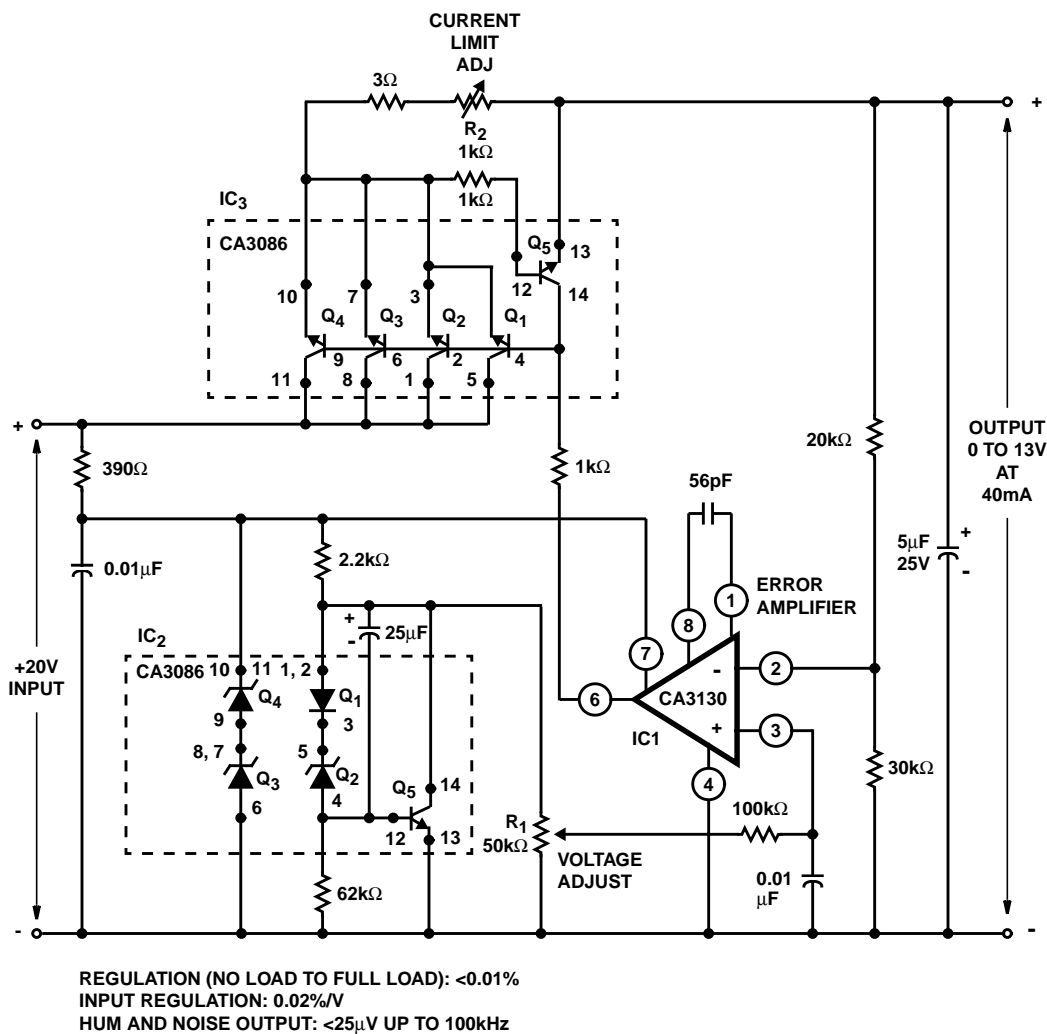 CURRENT
LIMIT
ADJ
3Ω
R2
1kΩ
1kΩ
+
IC3
CA3086
Q5
13
12
14
10
7
3
Q4
Q3
Q2
Q1
9
6
2
4
11
8
1
5
+
390Ω
1kΩ
20kΩ
OUTPUT
0 TO 13V
AT
40mA
56pF
0.01µF
2.2kΩ
5µF
25V
+
-
ERROR
AMPLIFIER
1
8
+
-
25µF
IC2
CA3086
+20V
INPUT
10
11
1, 2
Q4
Q1
9
3
8, 7
5
Q3
Q2
6
4
Q5
14
12
13
7
6
-
2
CA3130
+
3
IC1
4
30kΩ
R1
50kΩ
100kΩ
VOLTAGE
ADJUST
0.01
µF
62kΩ
-
-
REGULATION (NO LOAD TO FULL LOAD): <0.01%
INPUT REGULATION: 0.02%/V
HUM AND NOISE OUTPUT: <25µV UP TO 100kHz